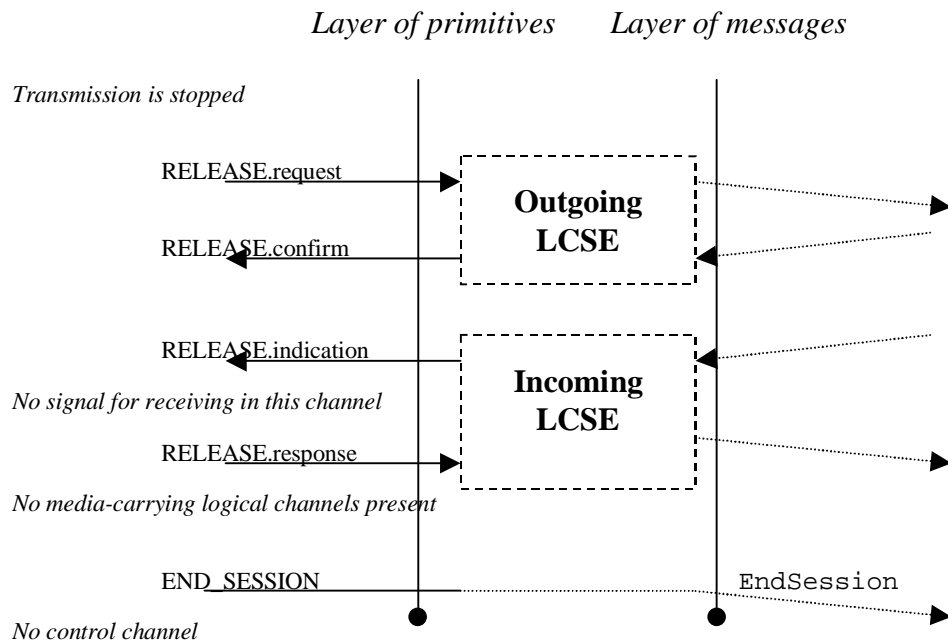 Layer of primitives Layer of messages
Transmission is stopped
RELEASE.request
Outgoing
LCSE
RELEASE.confirm
RELEASE.indication
Incoming
LCSE
No signal for receiving in this channel
RELEASE.response
No media-carrying logical channels present
END_SESSION
EndSession
No control channel